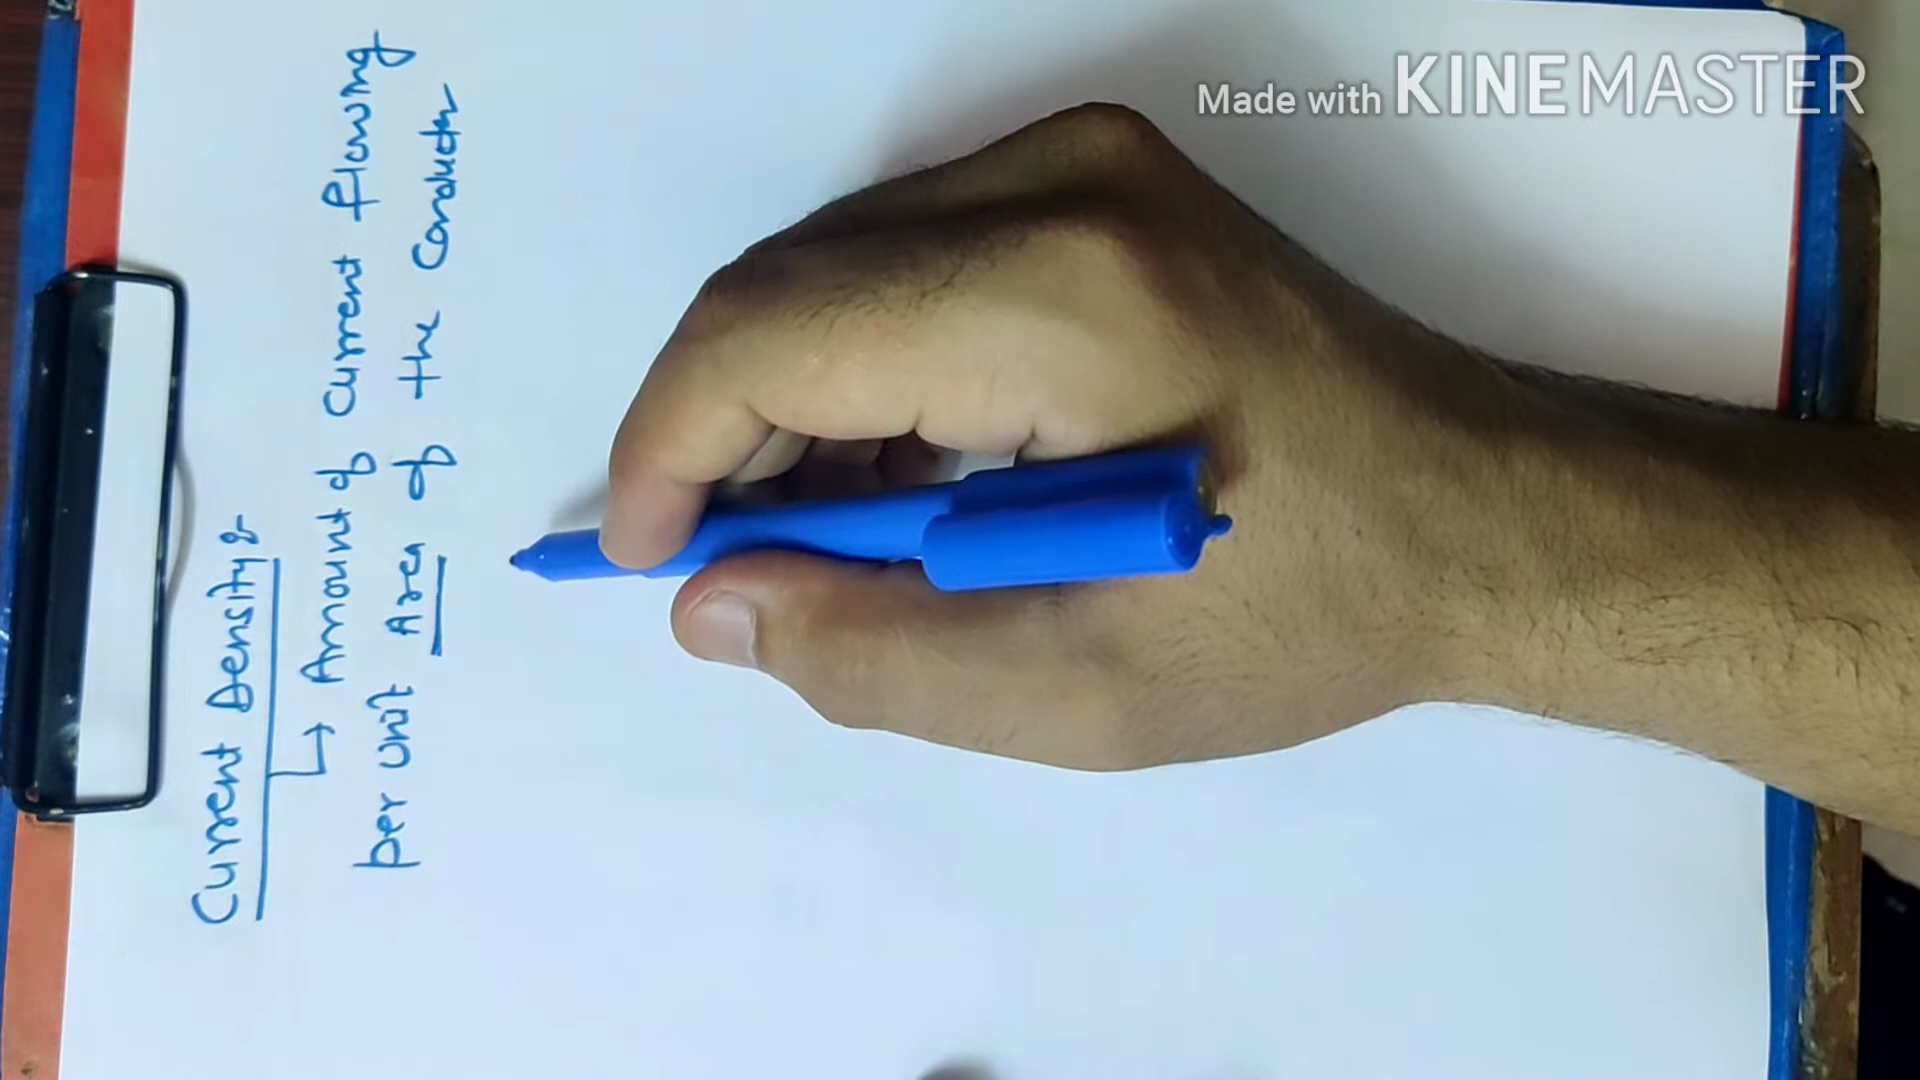 Current Density:
↳ Amount of current flowing
per unit Area of the Conductor
Made with KINEMASTER